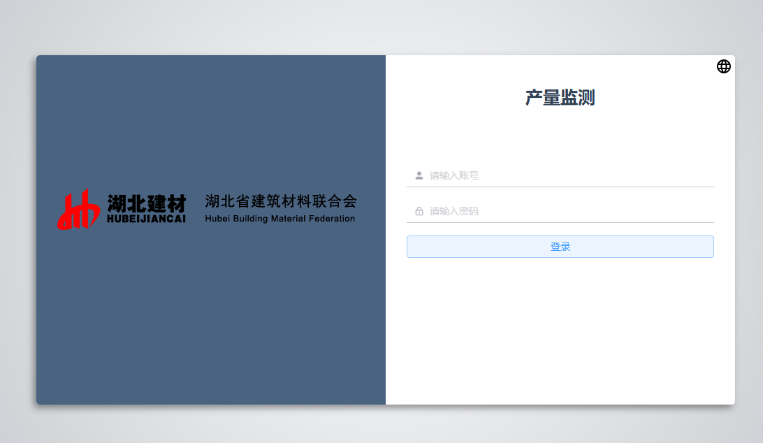 湖北建材
HUBEIJIANCAI
湖北省建筑材料联合会
Hubei Building Material Federation
产量监测
请输入账号
请输入密码
登录